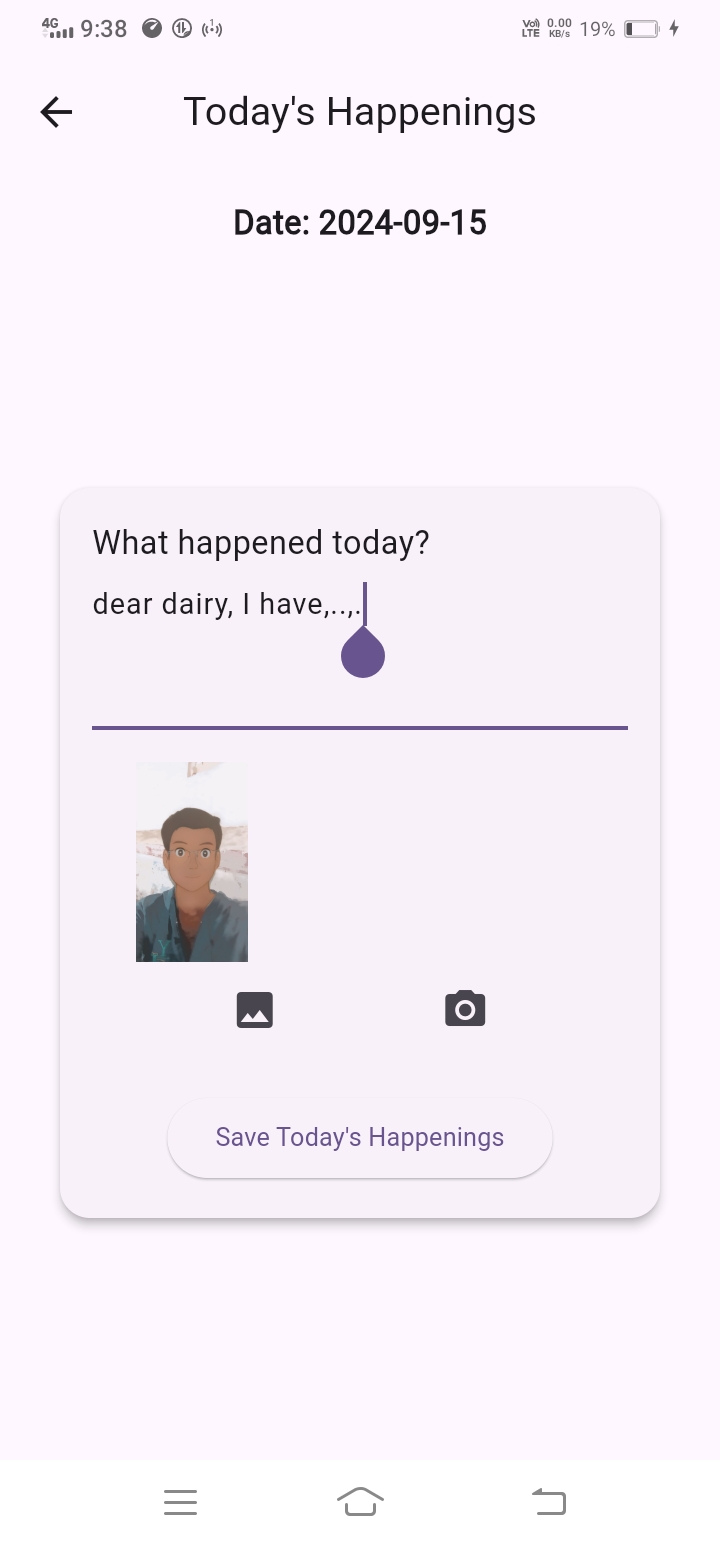 4G 9:38 1 Vo) LTE 0.00 KB/s 19%
Today's Happenings
Date: 2024-09-15
What happened today?
dear dairy, I have,..,.
Save Today's Happenings